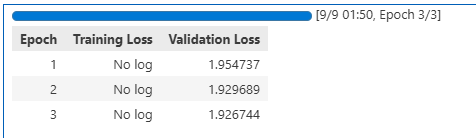 [9/9 01:50, Epoch 3/3]
Epoch Training Loss Validation Loss
1 No log 1.954737
2 No log 1.929689
3 No log 1.926744